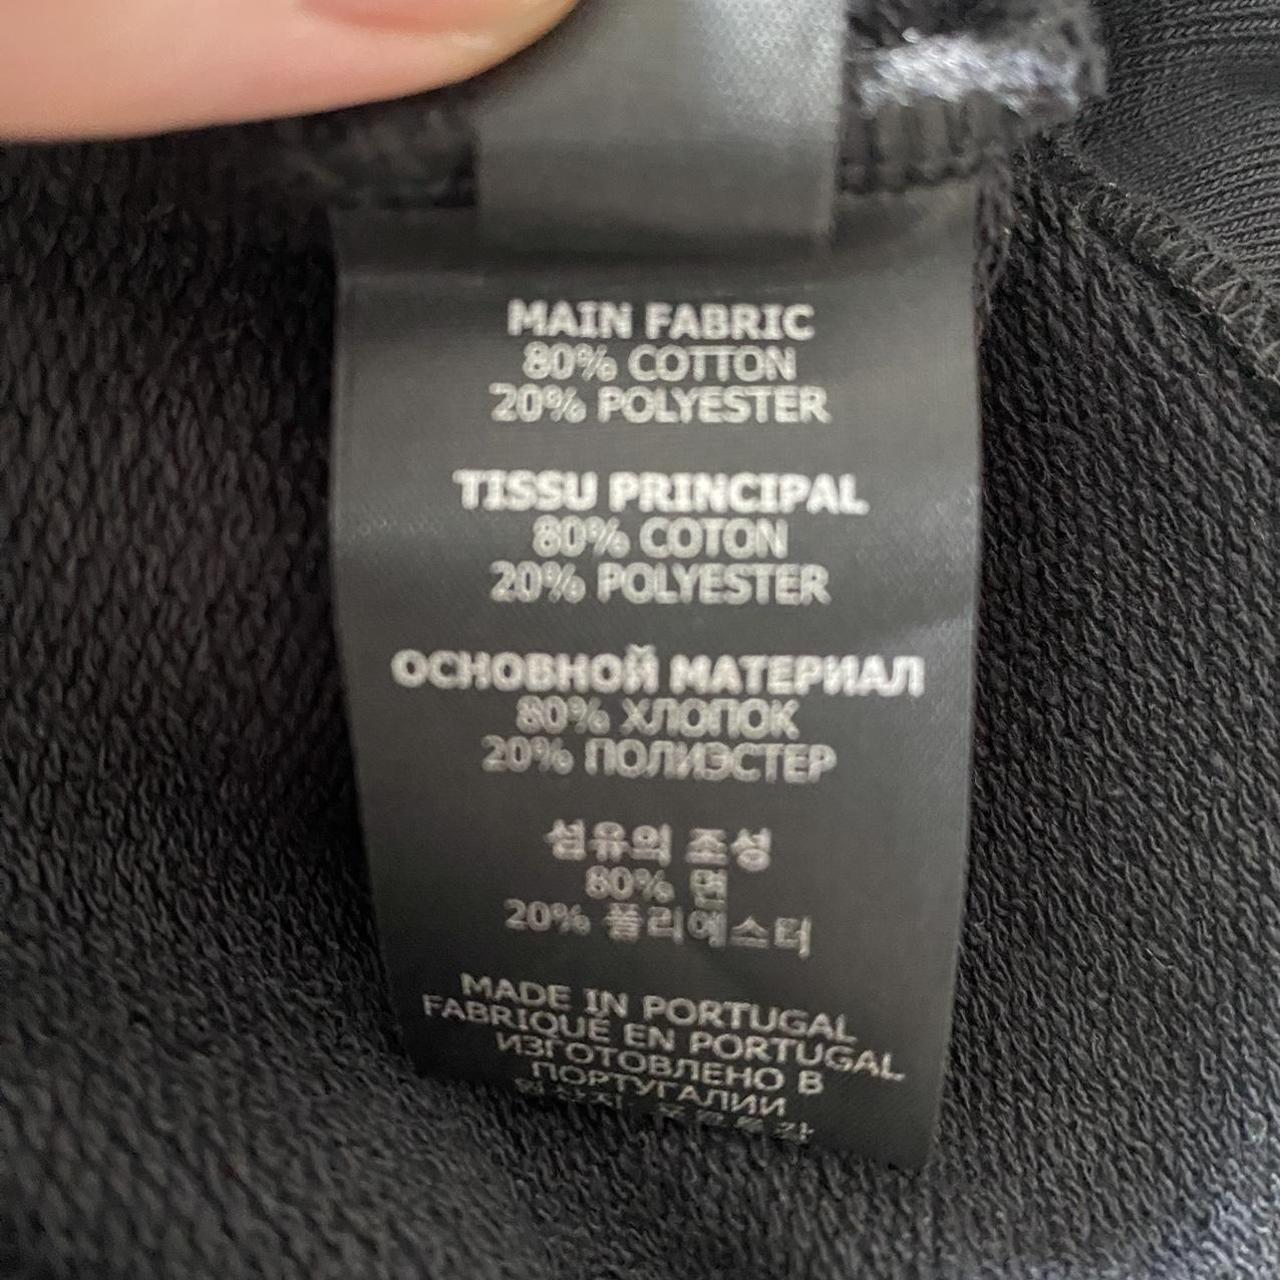 MAIN FABRIC
80% COTTON
20% POLYESTER
TISSU PRINCIPAL
80% COTON
20% POLYESTER
ОСНОВНОЙ МАТЕРИАЛ
80% ХЛОПОК
20% ПОЛИЭСТЕР
섬유의 조성
80% 면
20% 폴리에스터
MADE IN PORTUGAL
FABRIQUÉ EN PORTUGAL
ИЗГОТОВЛЕНО В
ПОРТУГАЛИИ